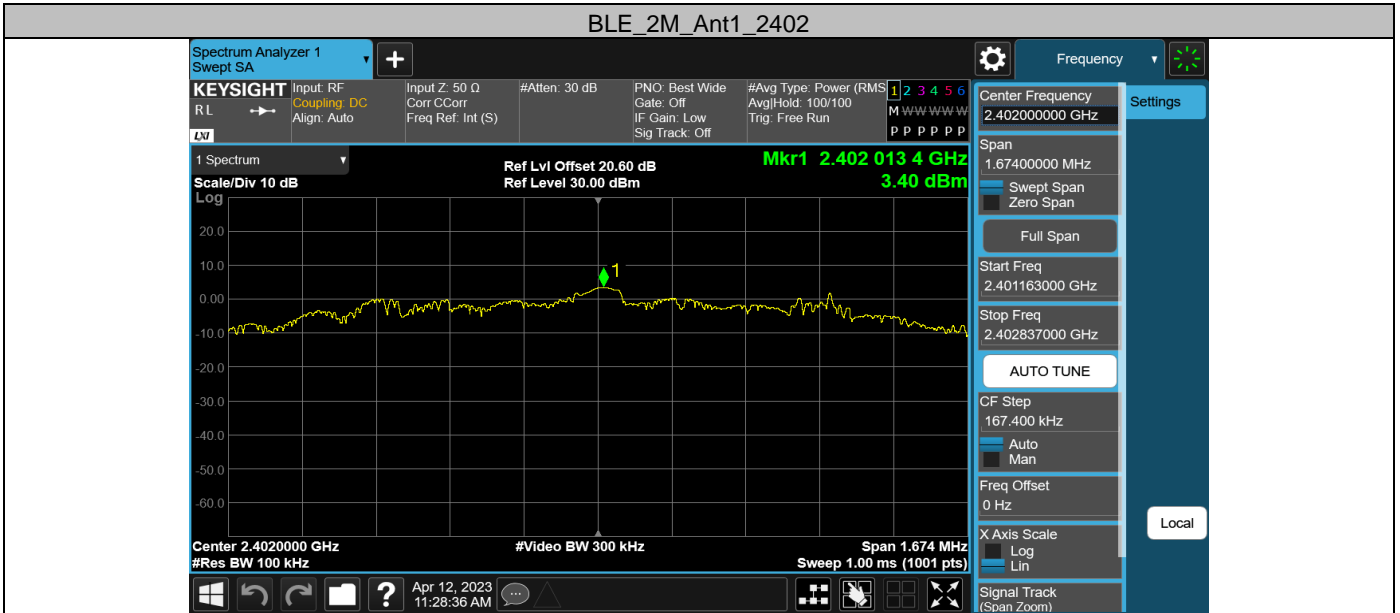 BLE_2M_Ant1_2402
Spectrum Analyzer 1
Swept SA
+
Frequency
KEYSIGHT
RL
LXI
Input: RF
Coupling: DC
Align: Auto
Input Z: 50 Ω
Corr CCorr
Freq Ref: Int (S)
#Atten: 30 dB
PNO: Best Wide
Gate: Off
IF Gain: Low
Sig Track: Off
#Avg Type: Power (RMS
Avg|Hold: 100/100
Trig: Free Run
1 2 3 4 5 6
M W W W W W
P P P P P P
1 Spectrum
Scale/Div 10 dB
Log
Ref Lvl Offset 20.60 dB
Ref Level 30.00 dBm
Mkr1 2.402 013 4 GHz
3.40 dBm
20.0
10.0
0.00
-10.0
-20.0
-30.0
-40.0
-50.0
-60.0
1
Center 2.4020000 GHz
#Res BW 100 kHz
#Video BW 300 kHz
Span 1.674 MHz
Sweep 1.00 ms (1001 pts)
Center Frequency
2.402000000 GHz
Settings
Span
1.67400000 MHz
Swept Span
Zero Span
Full Span
Start Freq
2.401163000 GHz
Stop Freq
2.402837000 GHz
AUTO TUNE
CF Step
167.400 kHz
Auto
Man
Freq Offset
0 Hz
X Axis Scale
Log
Lin
Local
Signal Track
(Span Zoom)
?
Apr 12, 2023
11:28:36 AM